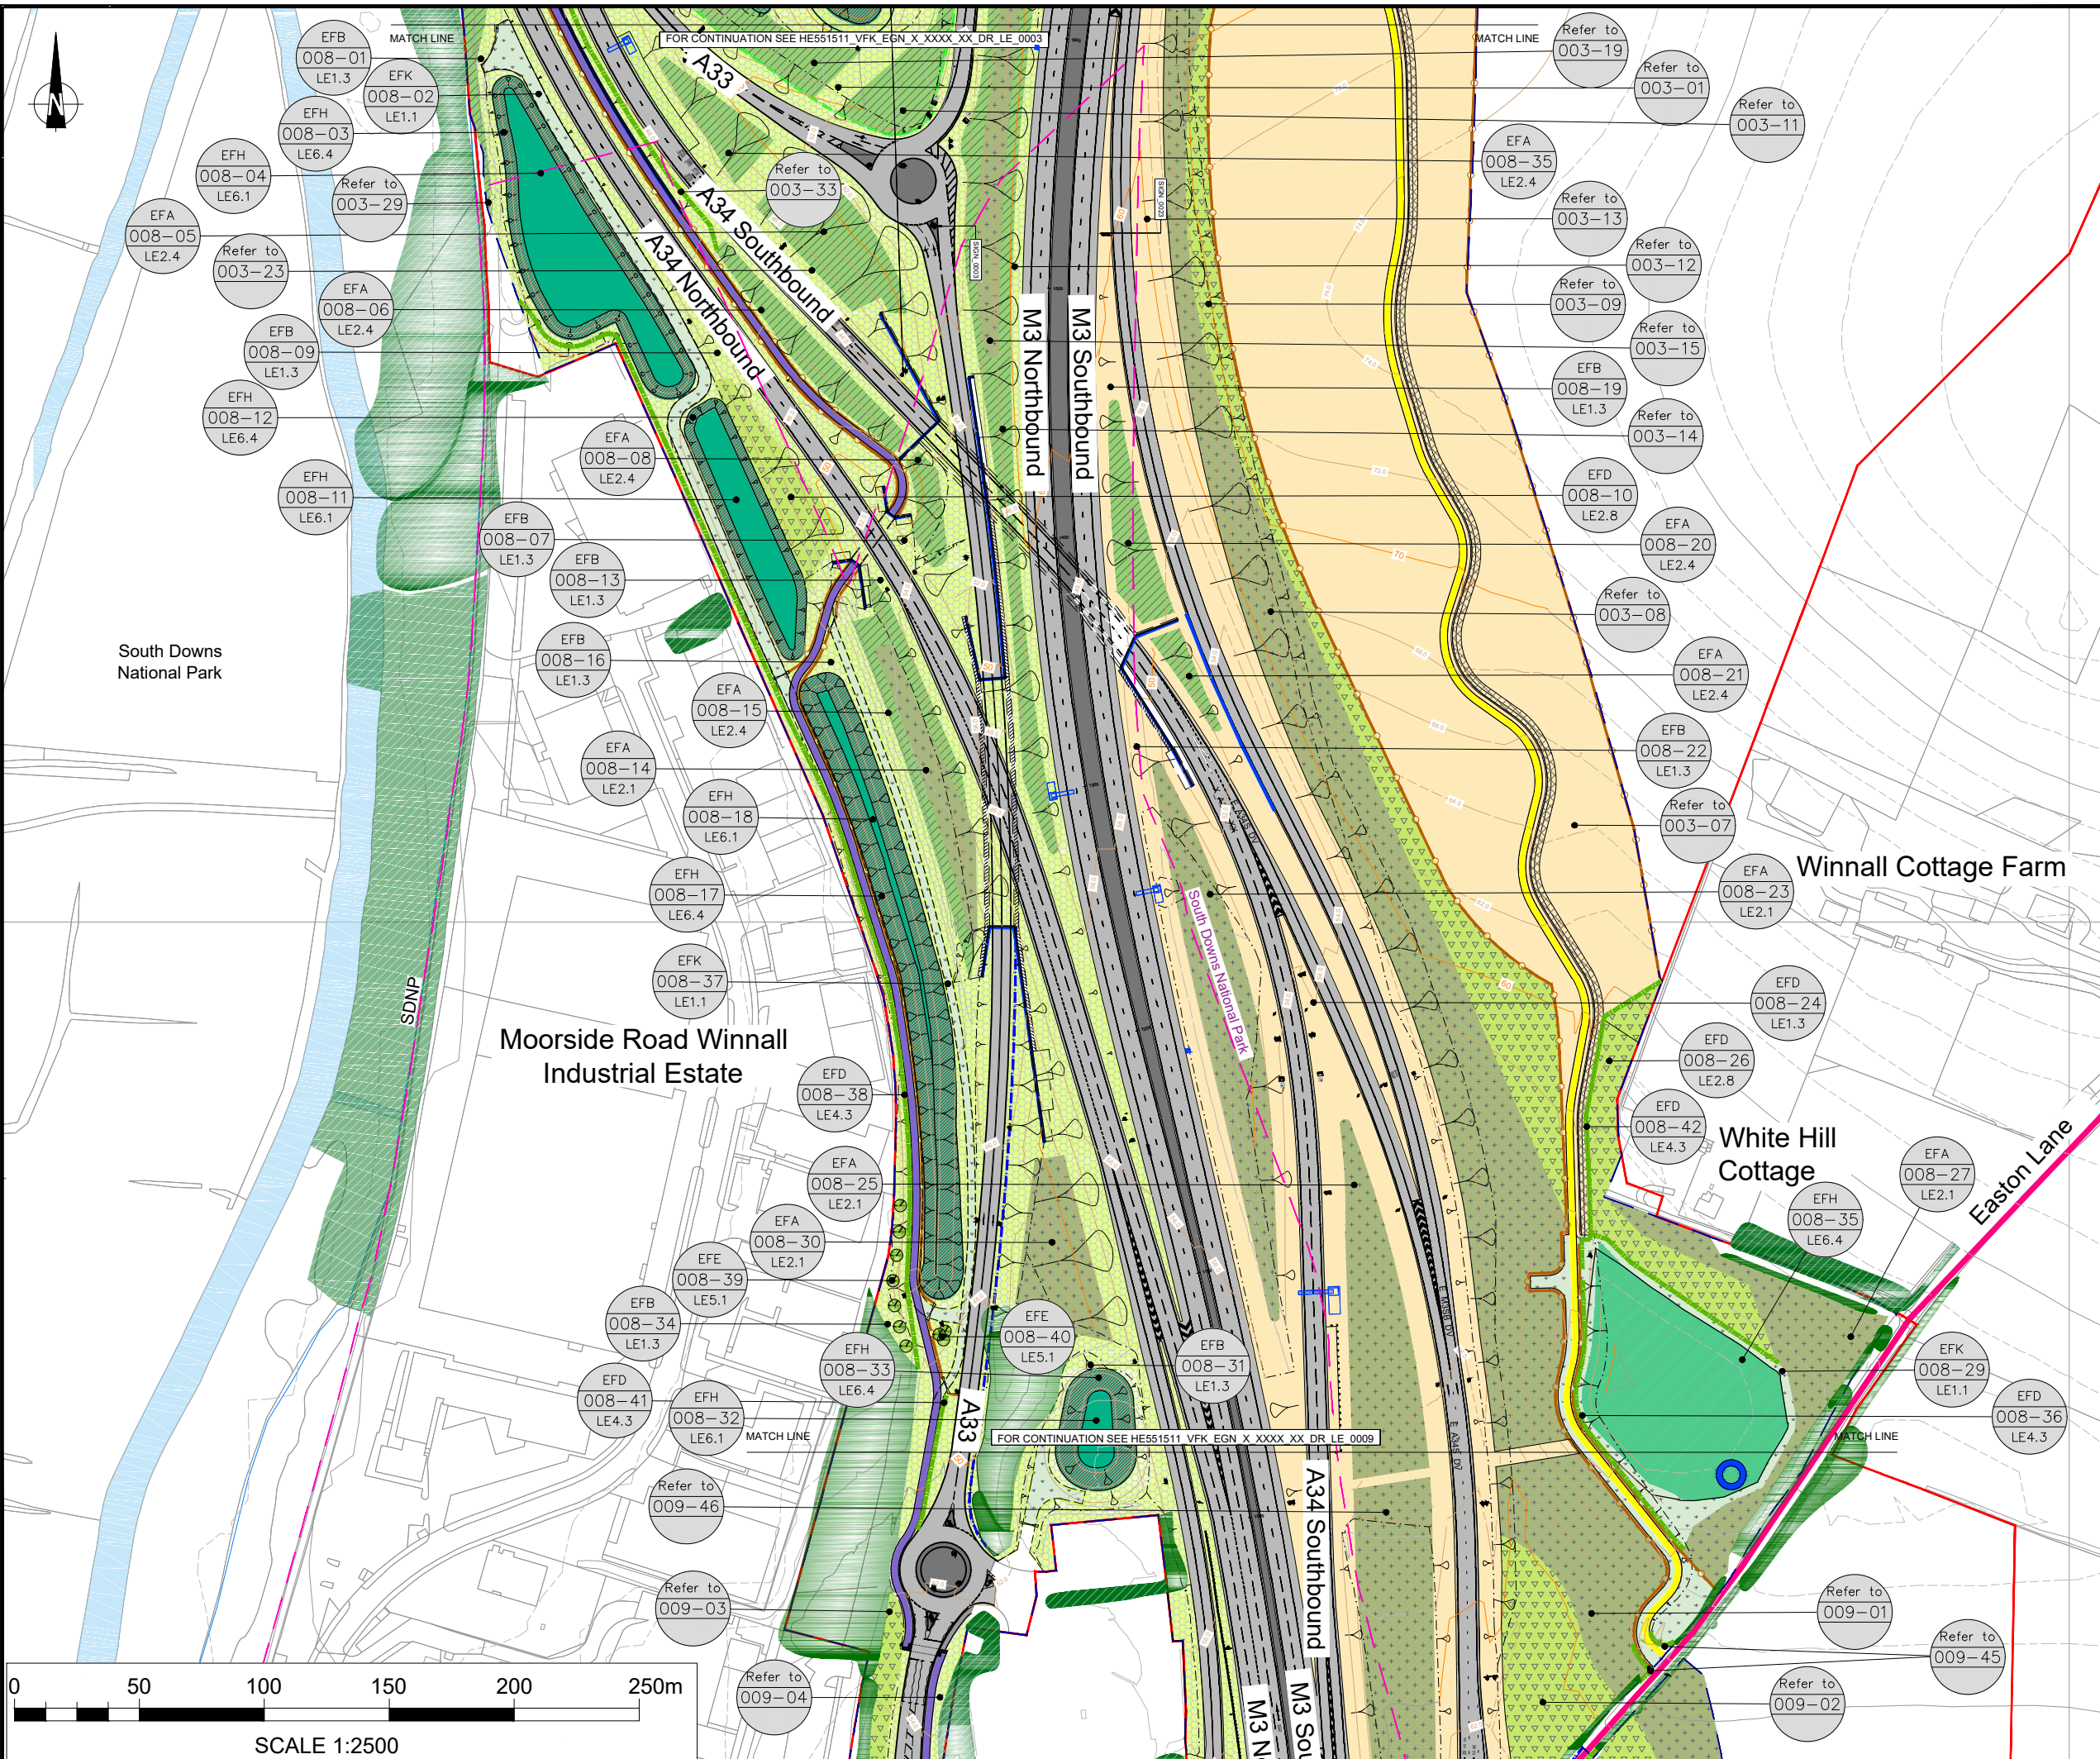 EFB
008-01
LE1.3
MATCH LINE
FOR CONTINUATION SEE HE551511_VFK_EGN_X_XXXX_XX_DR_LE_0003
MATCH LINE
Refer to
003-19
EFK
008-02
LE1.1
Refer to
003-01
N
EFH
008-03
LE6.4
A33
Refer to
003-11
EFH
008-04
LE6.1
EFA
008-35
LE2.4
Refer to
003-29
Refer to
003-33
EFA
008-05
LE2.4
SIGN_0023
Refer to
003-13
Refer to
003-23
A34 Southbound
A34 Northbound
SIGN_0003
Refer to
003-12
EFA
008-06
LE2.4
Refer to
003-09
EFB
008-09
LE1.3
M3 Northbound
M3 Southbound
Refer to
003-15
EFB
008-19
LE1.3
EFH
008-12
LE6.4
Refer to
003-14
EFA
008-08
LE2.4
EFH
008-11
LE6.1
EFD
008-10
LE2.8
EFB
008-07
LE1.3
EFA
008-20
LE2.4
70
EFB
008-13
LE1.3
Refer to
003-08
South Downs
National Park
EFB
008-16
LE1.3
50
EFA
008-21
LE2.4
EFA
008-15
LE2.4
EFB
008-22
LE1.3
EFA
008-14
LE2.1
EFH
008-18
LE6.1
Refer to
003-07
EFH
008-17
LE6.4
EFA
008-23
LE2.1
Winnall Cottage Farm
South Downs National Park
SDNP
EFK
008-37
LE1.1
60
EFD
008-24
LE1.3
Moorside Road Winnall
Industrial Estate
EFD
008-26
LE2.8
EFD
008-38
LE4.3
EFD
008-42
LE4.3
White Hill
Cottage
EFA
008-25
LE2.1
EFA
008-27
LE2.1
Easton Lane
EFH
008-35
LE6.4
EFA
008-30
LE2.1
EFE
008-39
LE5.1
E M3SB DV
EFB
008-34
LE1.3
EFE
008-40
LE5.1
EFB
008-31
LE1.3
EFH
008-33
LE6.4
EFK
008-29
LE1.1
EFD
008-41
LE4.3
EFH
008-32
LE6.1
EFD
008-36
LE4.3
A33
E A34S DV
MATCH LINE
FOR CONTINUATION SEE HE551511_VFK_EGN_X_XXXX_XX_DR_LE_0009
MATCH LINE
Refer to
009-46
A34 Southbound
Refer to
009-03
Refer to
009-01
Refer to
009-45
Refer to
009-04
Refer to
009-02
M3 N
M3 Sou
0 50 100 150 200 250m
SCALE 1:2500